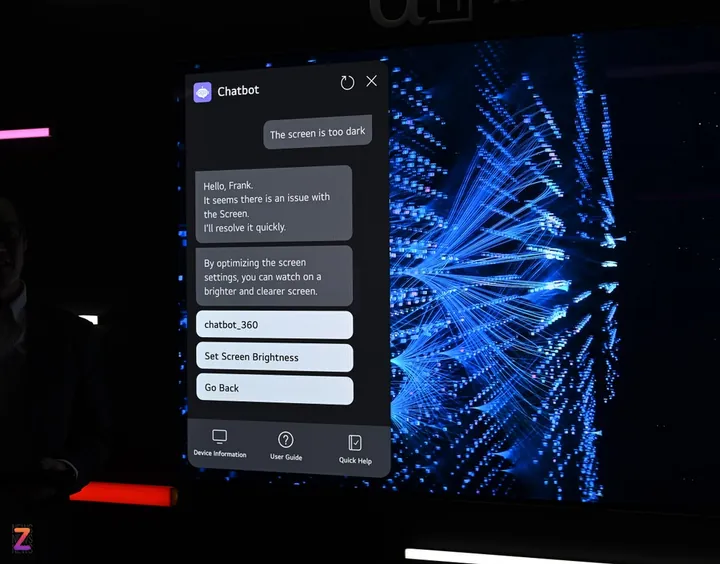 Chatbot
The screen is too dark
Hello, Frank.
It seems there is an issue with
the Screen.
I'll resolve it quickly.
By optimizing the screen
settings, you can watch on a
brighter and clearer screen.
chatbot_360
Set Screen Brightness
Go Back
Device Information
User Guide
Quick Help
Z
NEWS